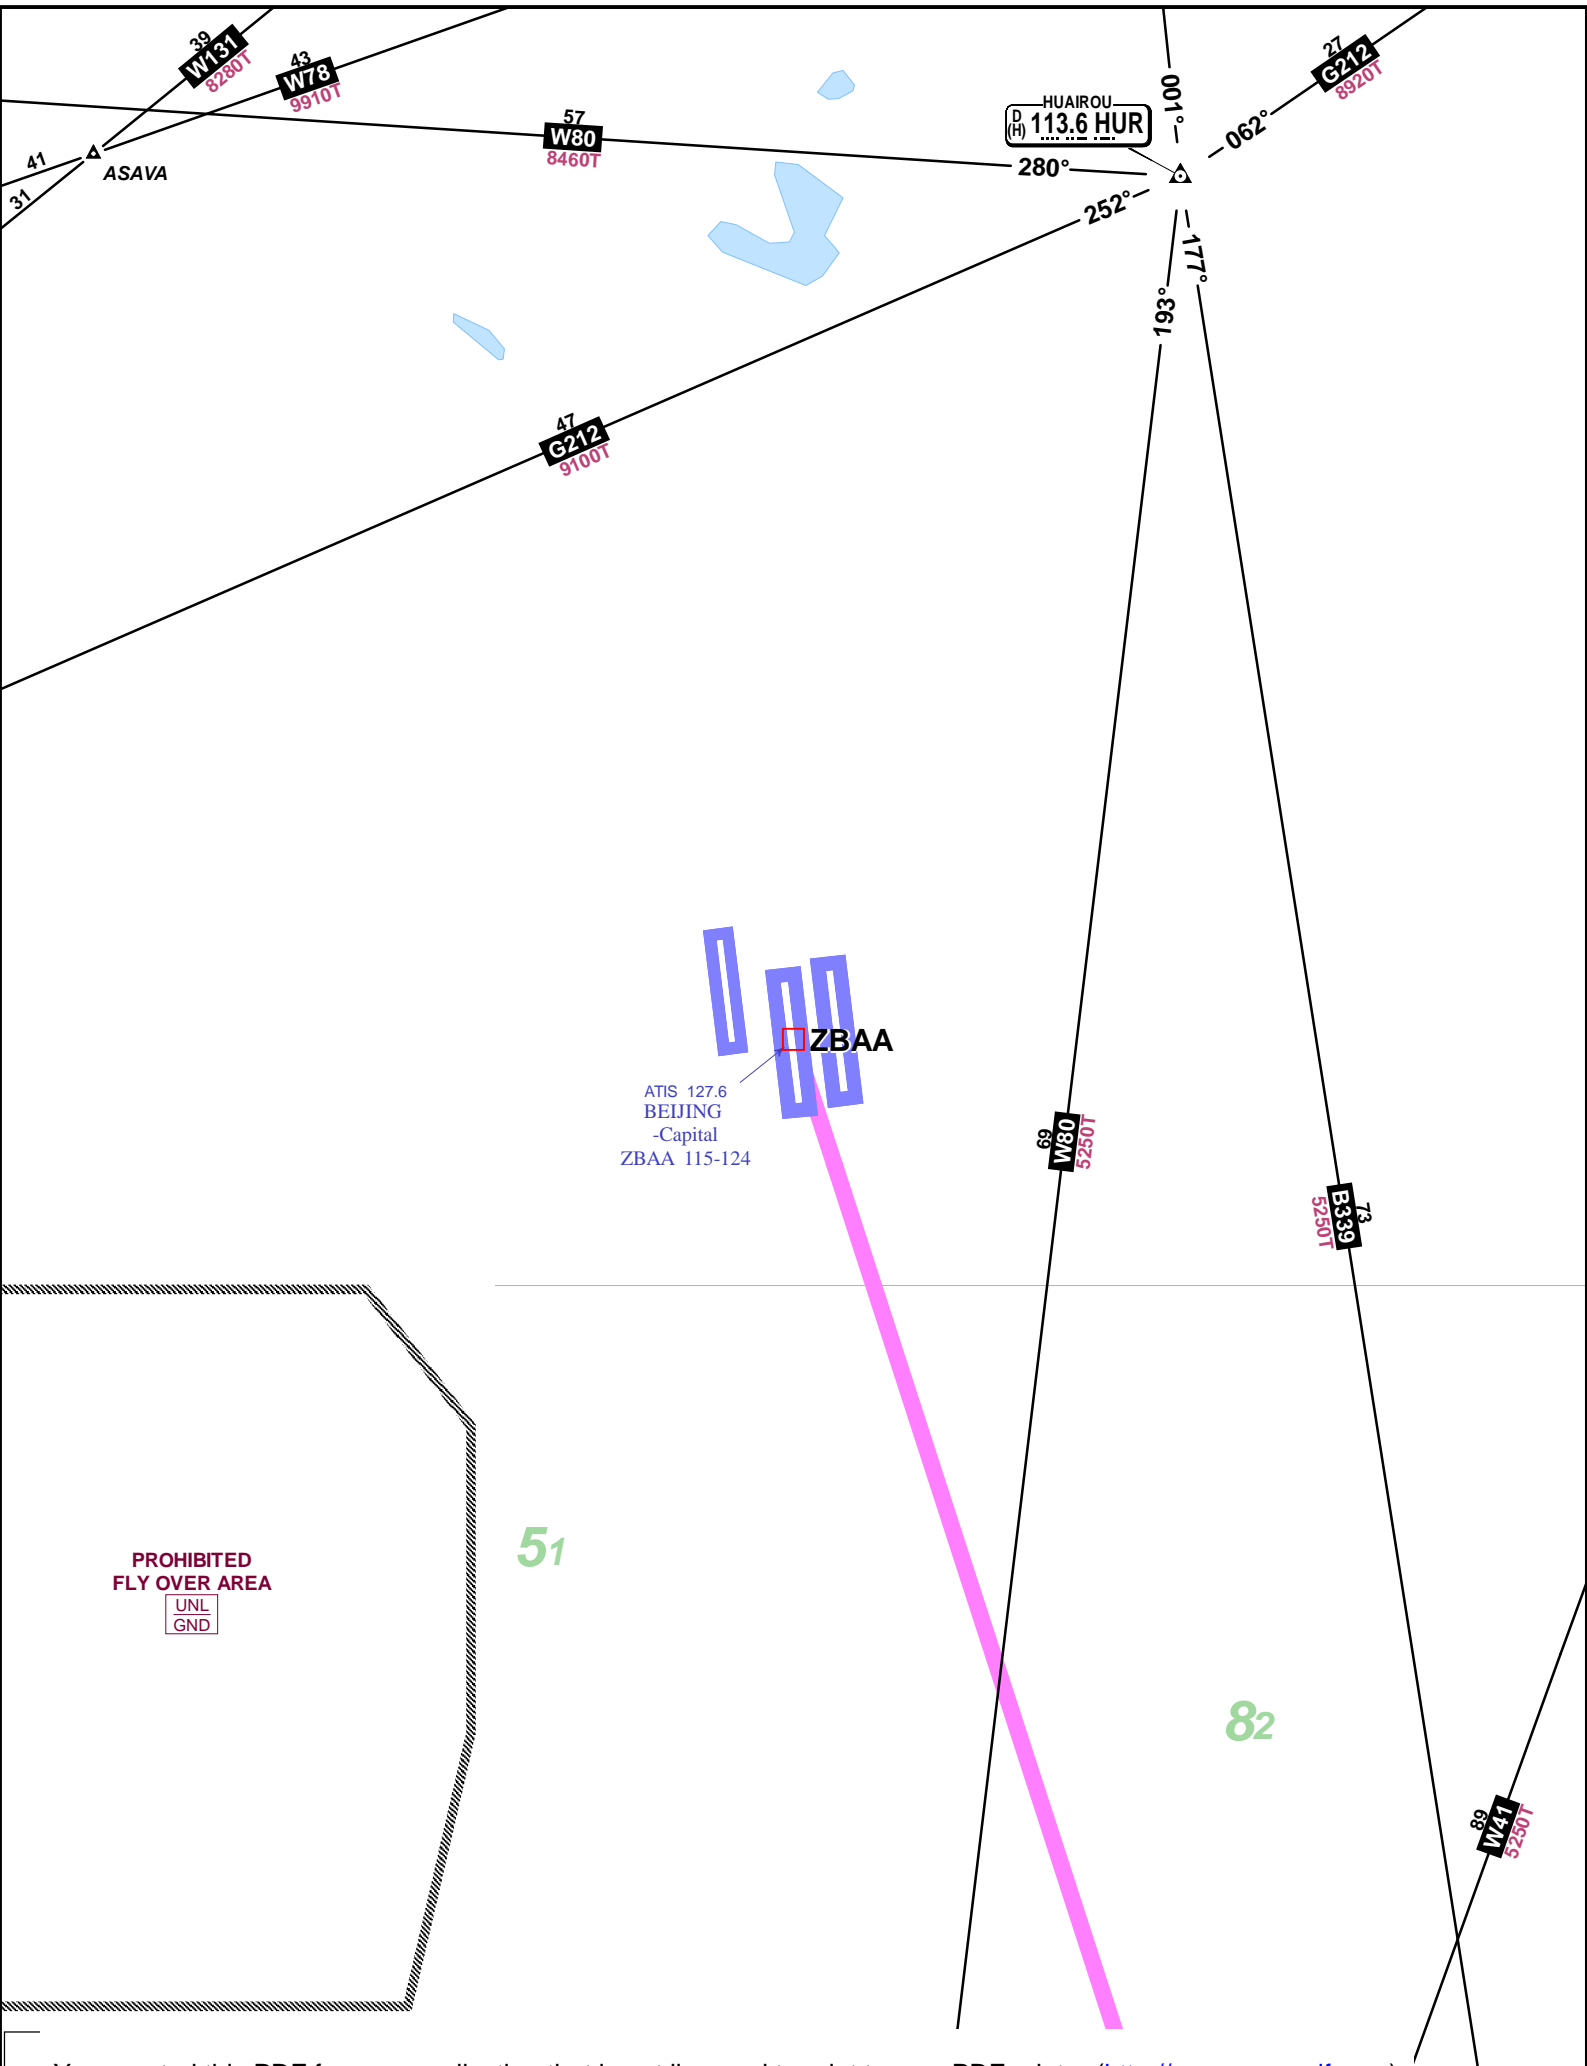 39
W131
8280T
43
W78
9910T
41
31
ASAVA
57
W80
8460T
280°
HUAIROU
D
(H) 113.6 HUR
001°
062°
27
G212
8920T
252°
177°
193°
47
G212
9100T
ZBAA
ATIS 127.6
BEIJING
-Capital
ZBAA 115-124
69
W80
5250T
73
B339
5250T
51
PROHIBITED
FLY OVER AREA
UNL
GND
82
89
W41
5250T